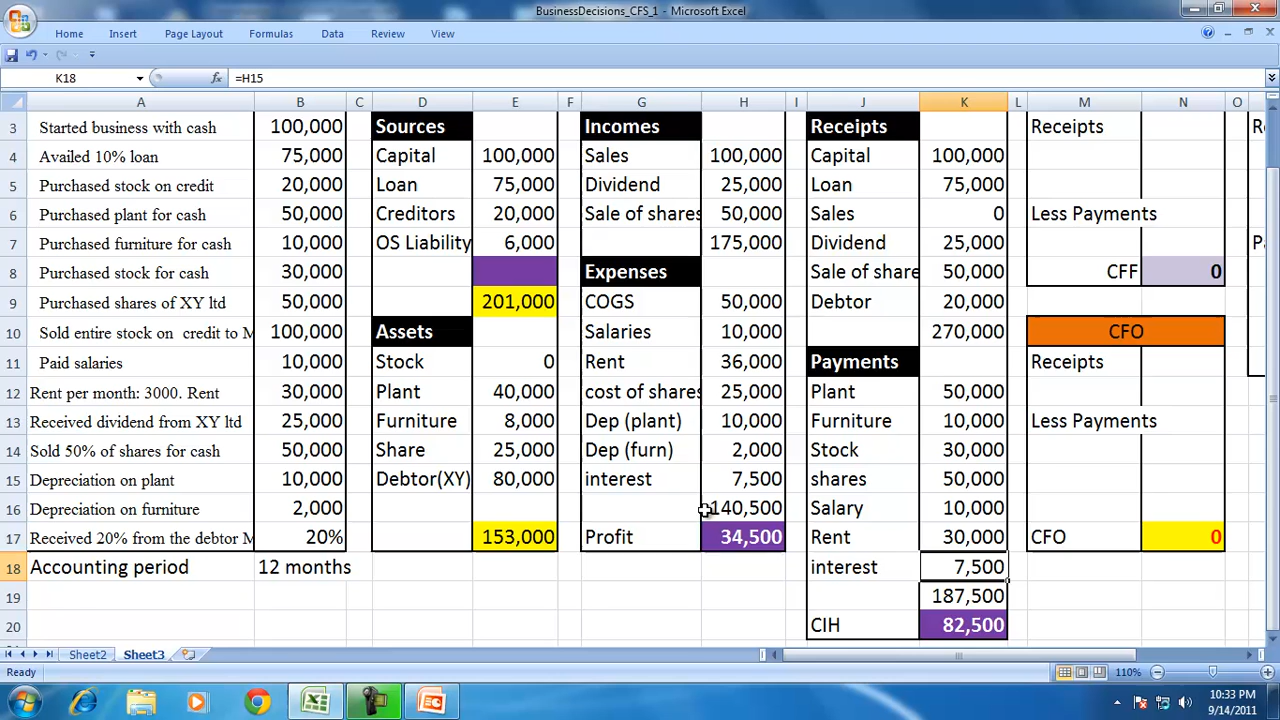 BusinessDecisions_CFS_1 - Microsoft Excel
Home Insert Page Layout Formulas Data Review View
K18 fx =H15
A B C D E F G H I J K L M N O
3 Started business with cash 100,000 Sources Incomes Receipts Receipts
4 Availed 10% loan 75,000 Capital 100,000 Sales 100,000 Capital 100,000
5 Purchased stock on credit 20,000 Loan 75,000 Dividend 25,000 Loan 75,000
6 Purchased plant for cash 50,000 Creditors 20,000 Sale of shares 50,000 Sales 0 Less Payments
7 Purchased furniture for cash 10,000 OS Liability 6,000 175,000 Dividend 25,000
8 Purchased stock for cash 30,000 Expenses Sale of share 50,000 CFF 0
9 Purchased shares of XY ltd 50,000 201,000 COGS 50,000 Debtor 20,000
10 Sold entire stock on credit to M 100,000 Assets Salaries 10,000 270,000 CFO
11 Paid salaries 10,000 Stock 0 Rent 36,000 Payments Receipts
12 Rent per month: 3000. Rent 30,000 Plant 40,000 cost of shares 25,000 Plant 50,000
13 Received dividend from XY ltd 25,000 Furniture 8,000 Dep (plant) 10,000 Furniture 10,000 Less Payments
14 Sold 50% of shares for cash 50,000 Share 25,000 Dep (furn) 2,000 Stock 30,000
15 Depreciation on plant 10,000 Debtor(XY) 80,000 interest 7,500 shares 50,000
16 Depreciation on furniture 2,000 140,500 Salary 10,000
17 Received 20% from the debtor M 20% 153,000 Profit 34,500 Rent 30,000 CFO 0
18 Accounting period 12 months interest 7,500
19 187,500
20 CIH 82,500
Sheet2 Sheet3
Ready 110%
10:33 PM
9/14/2011